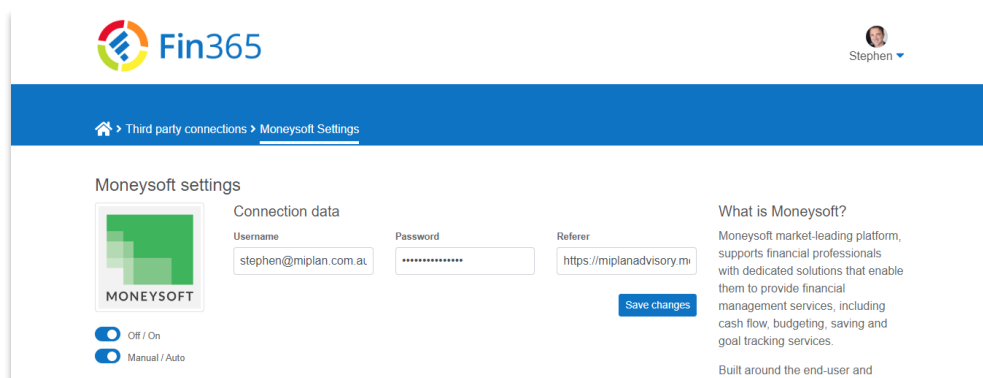 Fin365
Stephen
Third party connections > Moneysoft Settings
Moneysoft settings
MONEYSOFT
Off / On
Manual / Auto
Connection data
Username
Password
Referer
stephen@miplan.com.au
•••••••••••••••
https://miplanadvisory.m
Save changes
What is Moneysoft?
Moneysoft market-leading platform,
supports financial professionals
with dedicated solutions that enable
them to provide financial
management services, including
cash flow, budgeting, saving and
goal tracking services.
Built around the end-user and